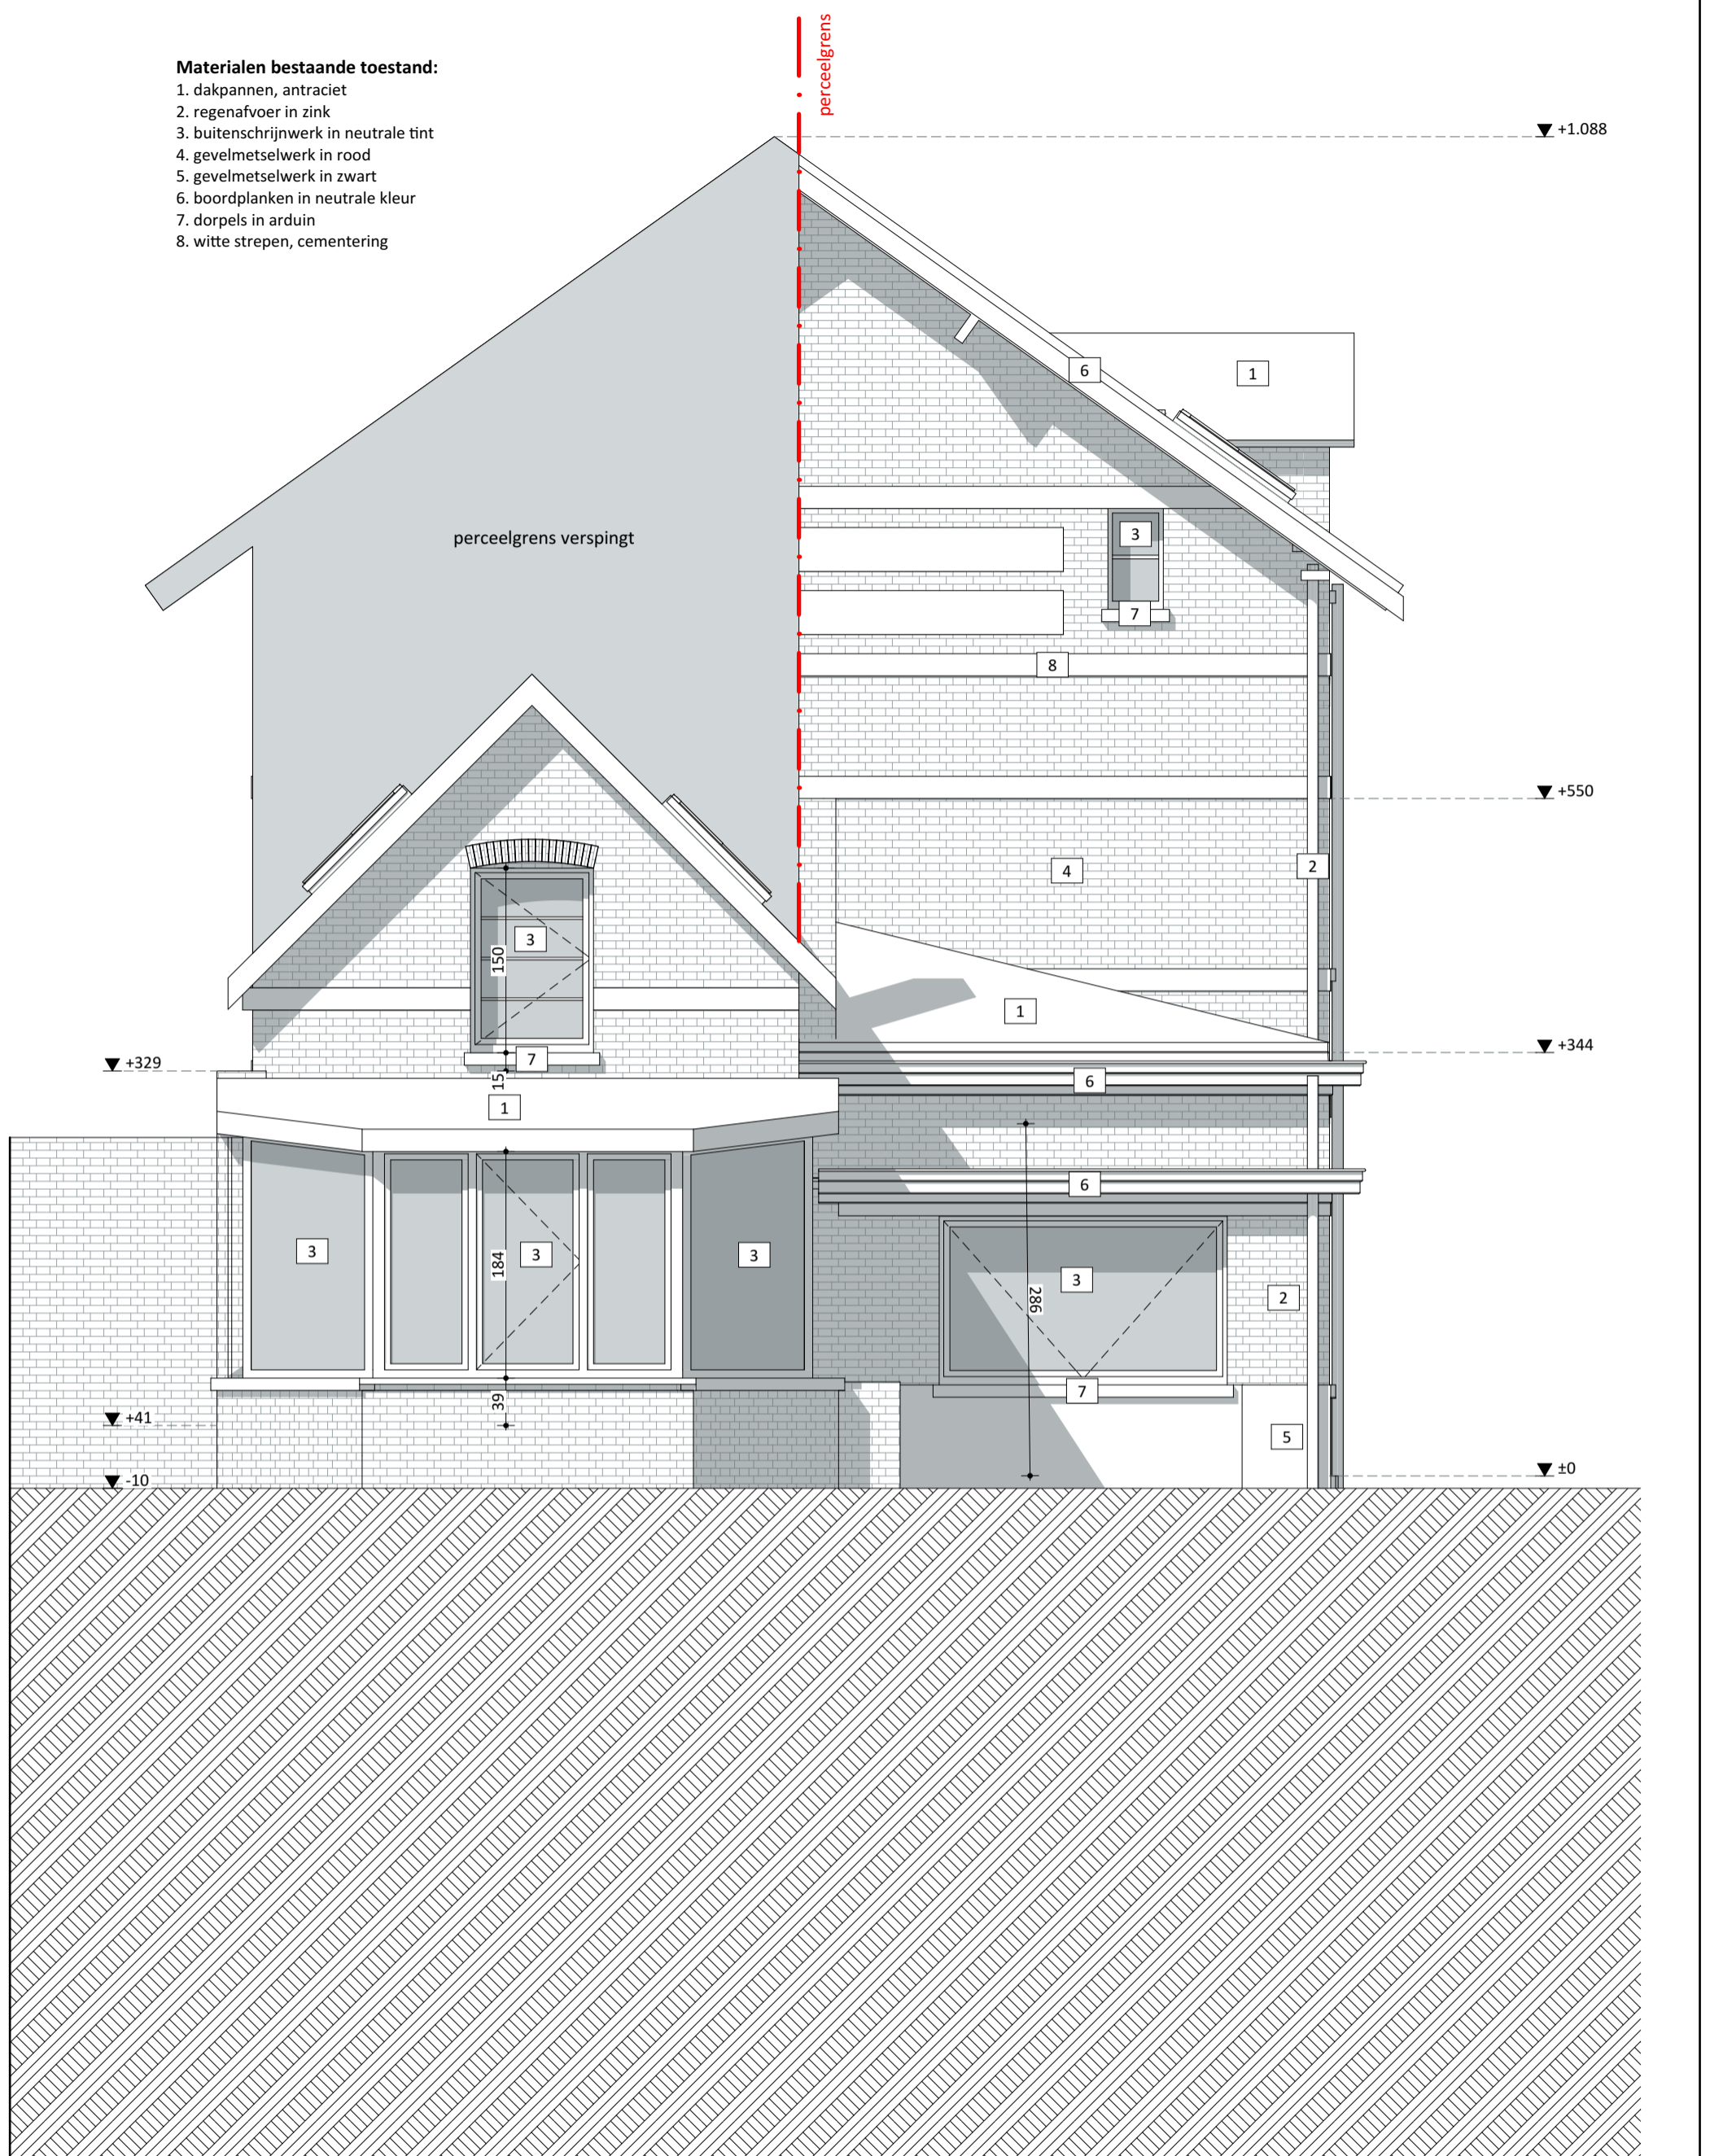 perceelgrens
Materialen bestaande toestand:
1. dakpannen, antraciet
2. regenafvoer in zink
3. buitenschrijnwerk in neutrale tint
4. gevelmetselwerk in rood
5. gevelmetselwerk in zwart
6. boordplanken in neutrale kleur
7. dorpels in arduin
8. witte strepen, cementering
+1.088
6
1
perceelgrens verspingt
3
7
8
+550
4
2
3
150
1
+344
7
+329
15
6
1
6
3
3
3
184
3
286
2
7
39
+41
5
-10
±0